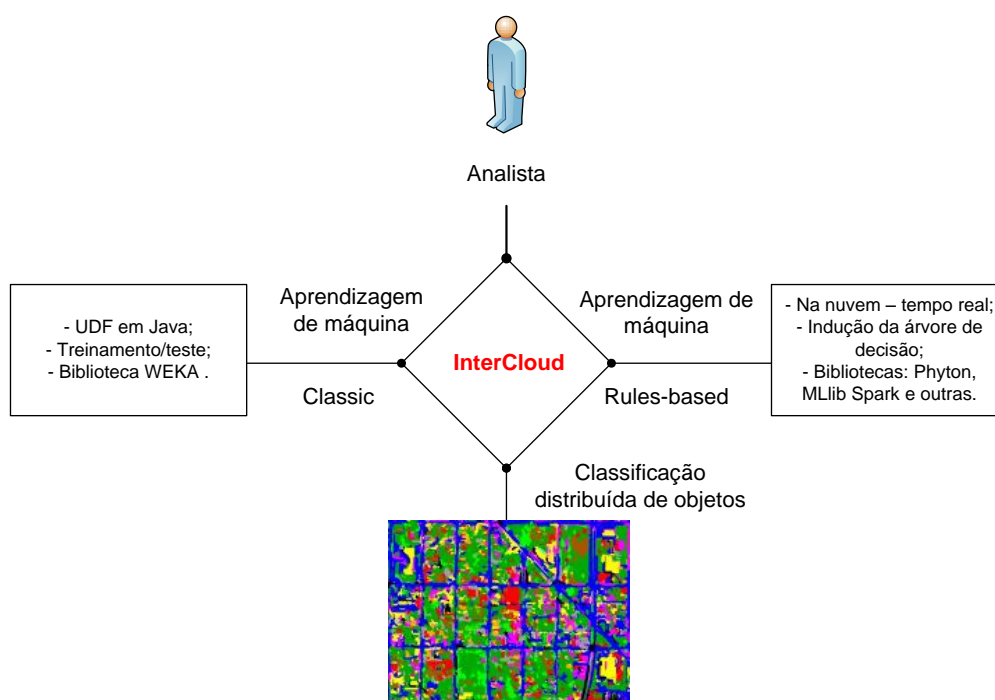 Analista
Aprendizagem
de máquina
Aprendizagem de
máquina
- UDF em Java;
- Treinamento/teste;
- Biblioteca WEKA .
InterCloud
- Na nuvem – tempo real;
- Indução da árvore de
decisão;
- Bibliotecas: Phyton,
MLlib Spark e outras.
Classic
Rules-based
Classificação
distribuída de objetos